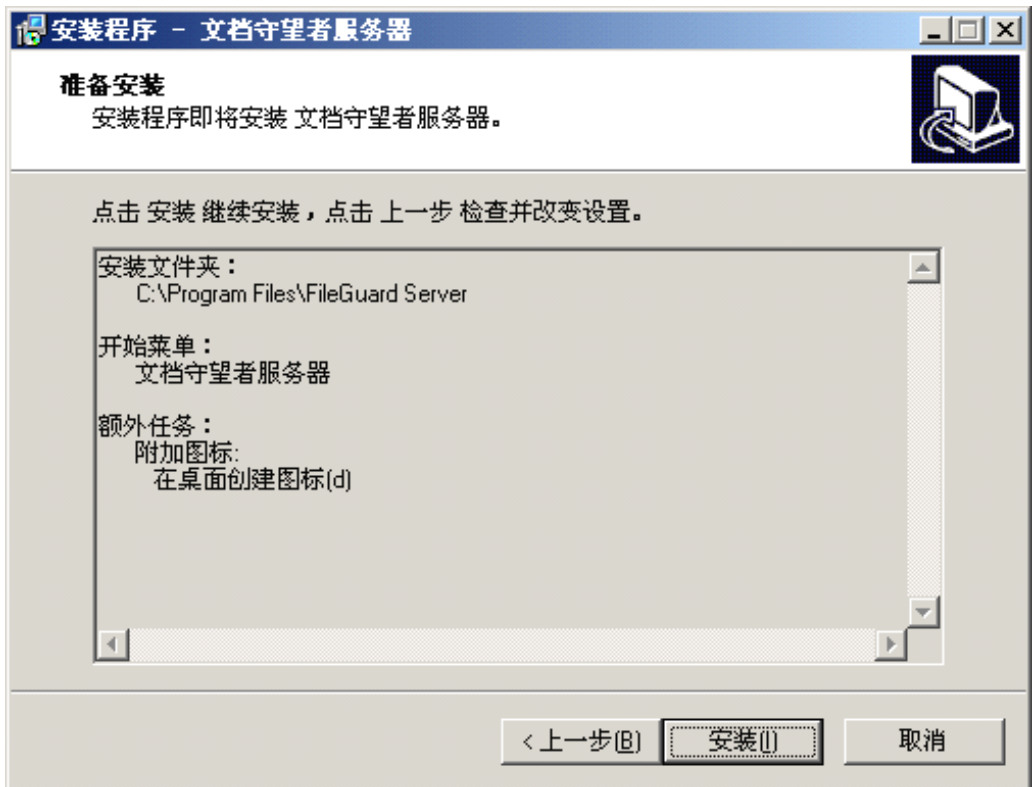 安装程序 - 文档守望者服务器
准备安装
安装程序即将安装 文档守望者服务器。
点击 安装 继续安装，点击 上一步 检查并改变设置。
安装文件夹：
C:\Program Files\FileGuard Server
开始菜单：
文档守望者服务器
额外任务：
附加图标:
在桌面创建图标(d)
< 上一步(B) 安装(I) 取消